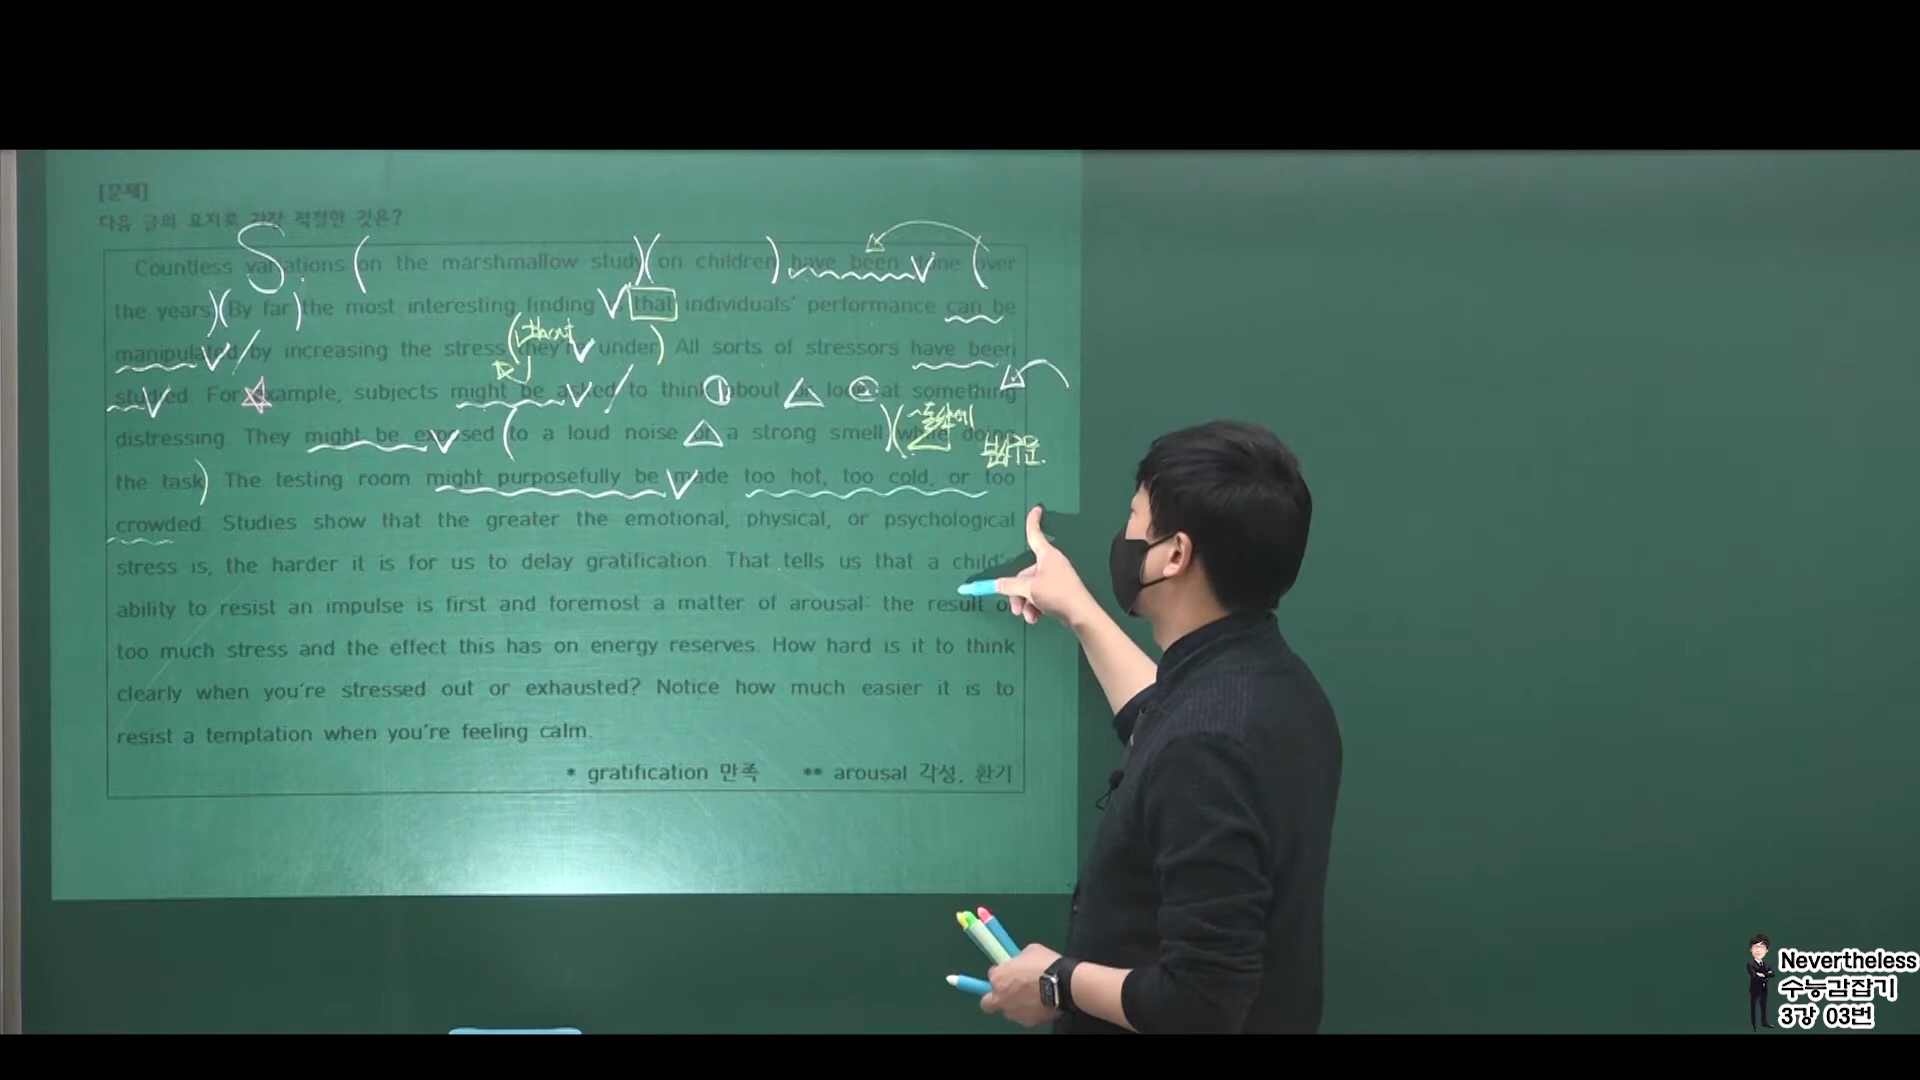 [문제]
다음 글의 요지로 가장 적절한 것은?
S.
Countless variations on the marshmallow study on children have been done over
the years. By far the most interesting finding is that individuals' performance can be
about
manipulated by increasing the stress they're under. All sorts of stressors have been
studied. For example, subjects might be asked to think about or look at something
~동안에
distressing. They might be exposed to a loud noise or a strong smell while doing
분사구문.
the task. The testing room might purposefully be made too hot, too cold, or too
crowded. Studies show that the greater the emotional, physical, or psychological
stress is, the harder it is for us to delay gratification. That tells us that a child's
ability to resist an impulse is first and foremost a matter of arousal: the result of
too much stress and the effect this has on energy reserves. How hard is it to think
clearly when you're stressed out or exhausted? Notice how much easier it is to
resist a temptation when you're feeling calm.
* gratification 만족 ** arousal 각성, 환기
Nevertheless
수능감잡기
3강 03번